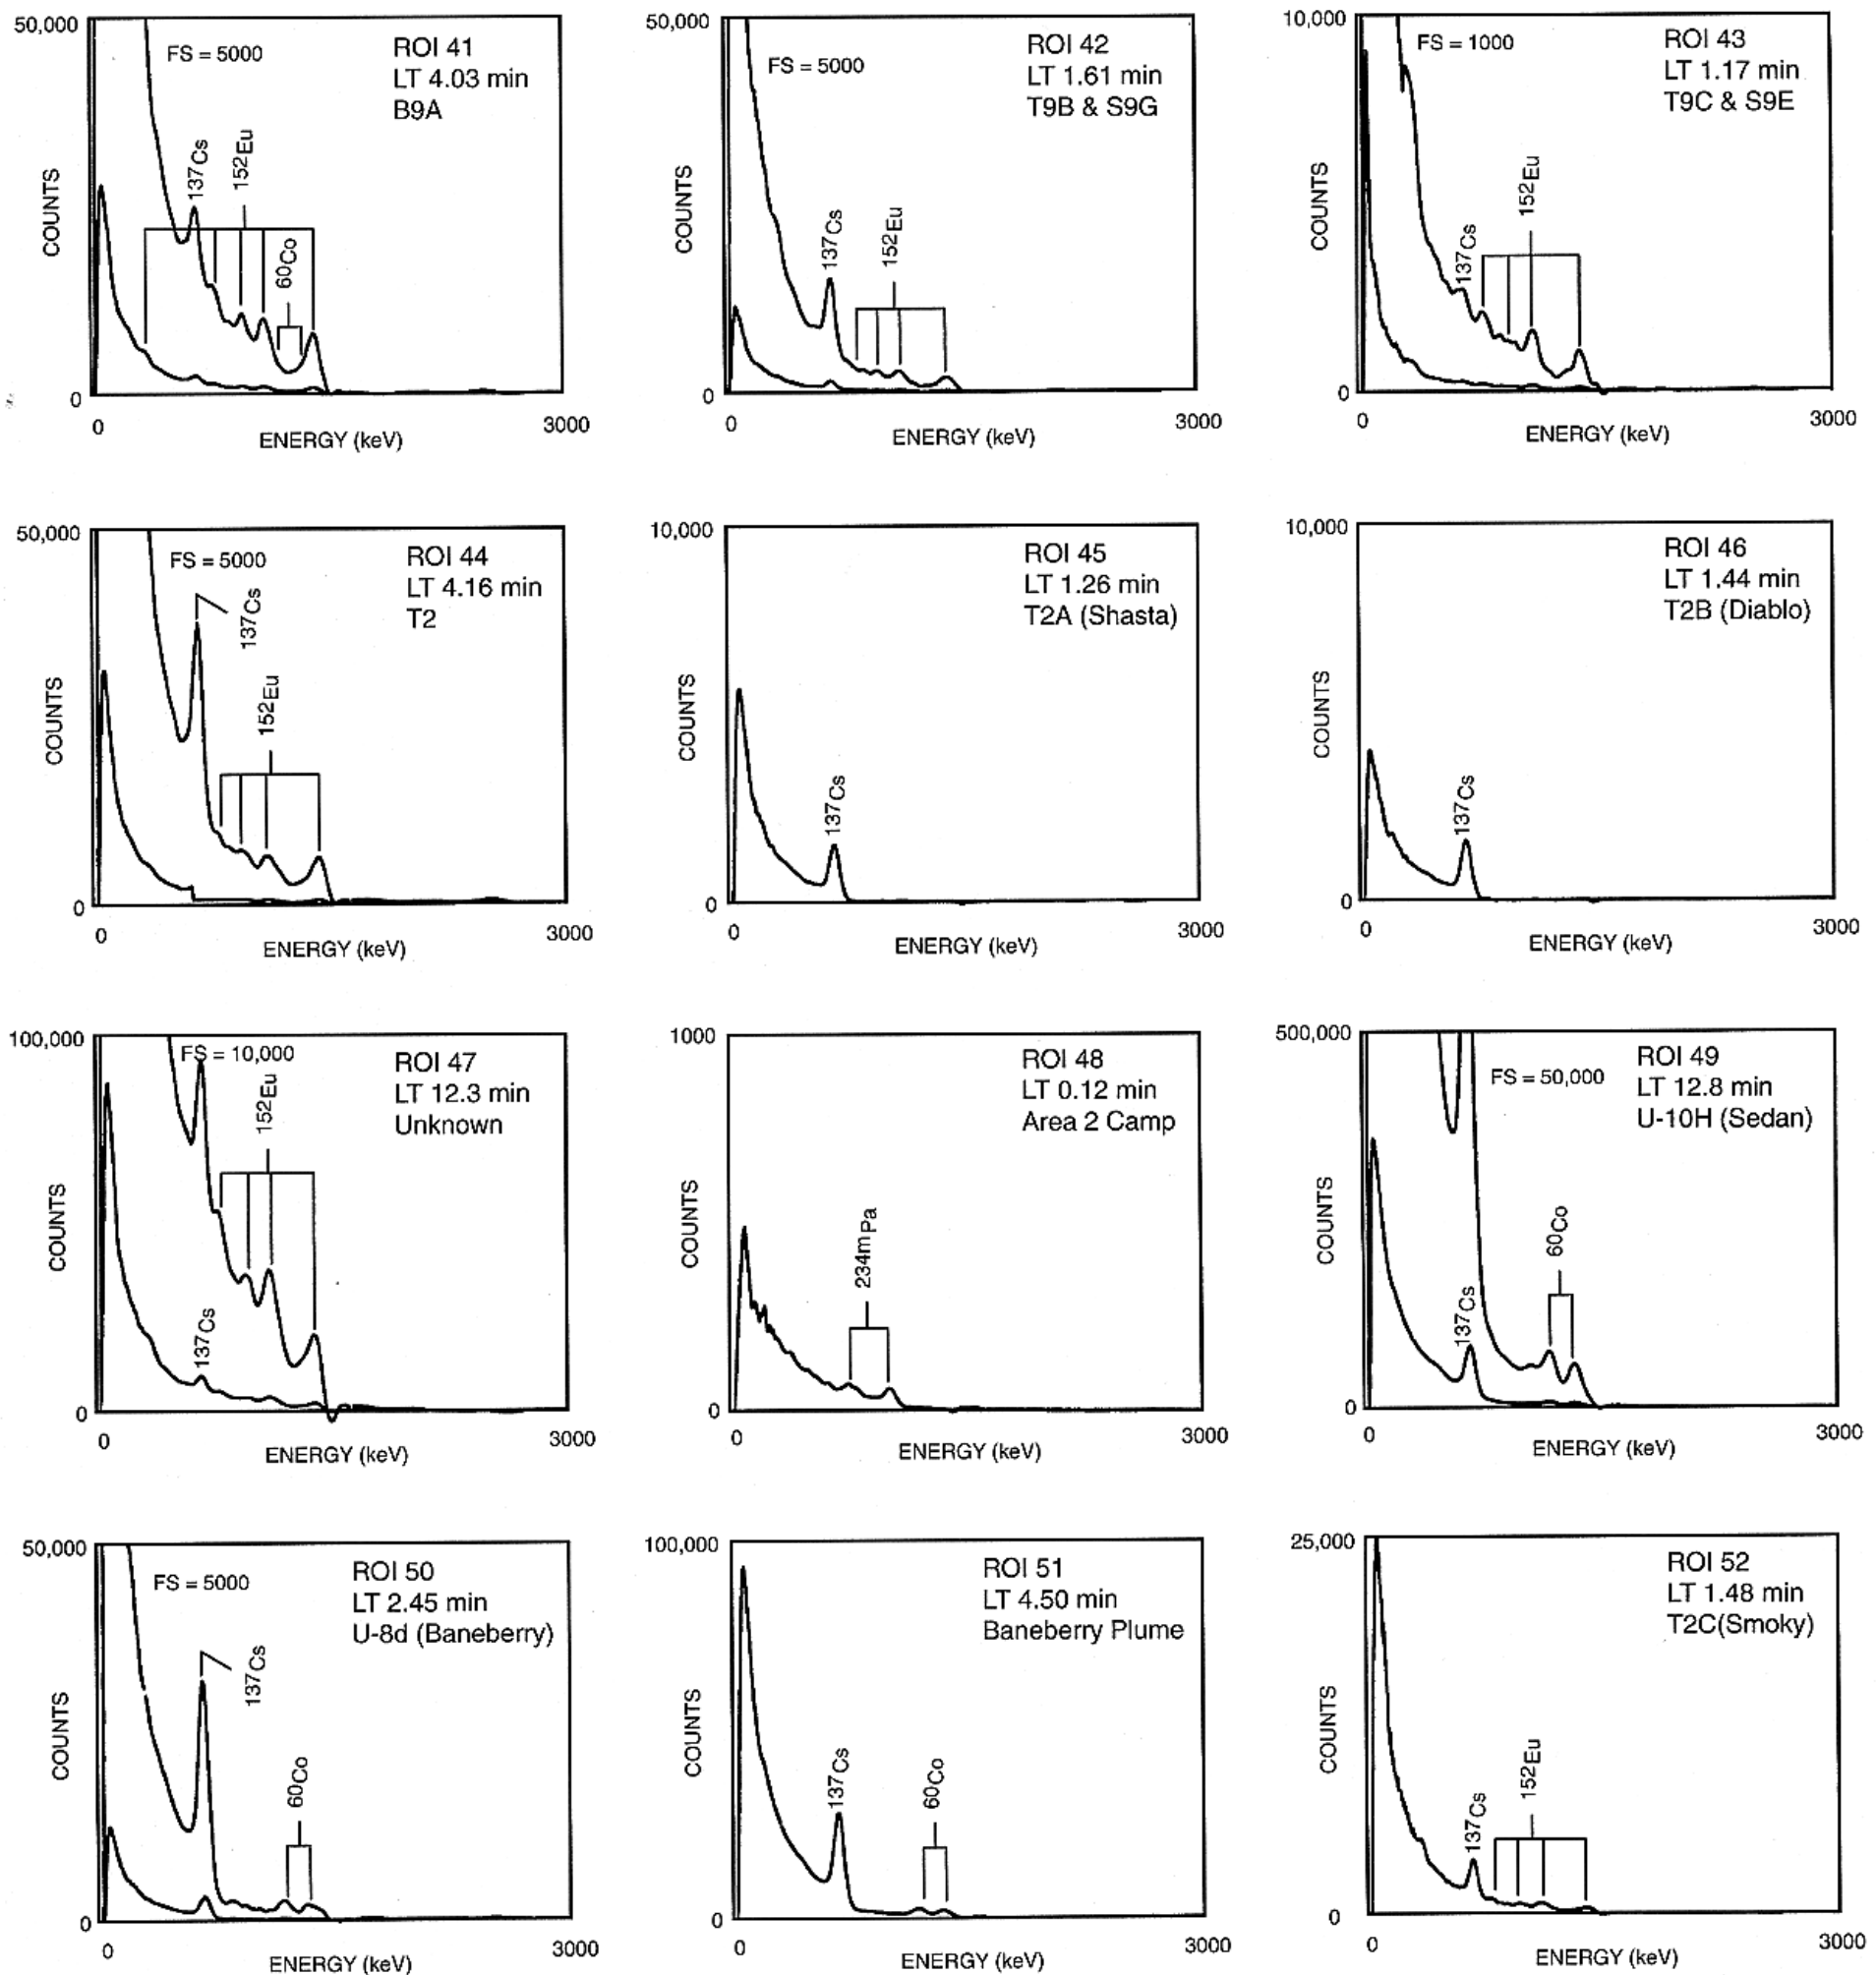 50,000
FS = 5000
ROI 41
LT 4.03 min
B9A
COUNTS
137Cs
152Eu
60Co
0
0
3000
ENERGY (keV)
50,000
FS = 5000
ROI 42
LT 1.61 min
T9B & S9G
COUNTS
137Cs
152Eu
0
0
3000
ENERGY (keV)
10,000
FS = 1000
ROI 43
LT 1.17 min
T9C & S9E
COUNTS
137Cs
152Eu
0
0
3000
ENERGY (keV)
50,000
FS = 5000
ROI 44
LT 4.16 min
T2
COUNTS
137Cs
152Eu
0
0
3000
ENERGY (keV)
10,000
ROI 45
LT 1.26 min
T2A (Shasta)
COUNTS
137Cs
0
0
3000
ENERGY (keV)
10,000
ROI 46
LT 1.44 min
T2B (Diablo)
COUNTS
137Cs
0
0
3000
ENERGY (keV)
100,000
FS = 10,000
ROI 47
LT 12.3 min
Unknown
COUNTS
152Eu
137Cs
0
0
3000
ENERGY (keV)
1000
ROI 48
LT 0.12 min
Area 2 Camp
COUNTS
234mPa
0
0
3000
ENERGY (keV)
500,000
FS = 50,000
ROI 49
LT 12.8 min
U-10H (Sedan)
COUNTS
137Cs
60Co
0
0
3000
ENERGY (keV)
50,000
FS = 5000
ROI 50
LT 2.45 min
U-8d (Baneberry)
COUNTS
137Cs
60Co
0
0
3000
ENERGY (keV)
100,000
ROI 51
LT 4.50 min
Baneberry Plume
COUNTS
137Cs
60Co
0
0
3000
ENERGY (keV)
25,000
ROI 52
LT 1.48 min
T2C(Smoky)
COUNTS
137Cs
152Eu
0
0
3000
ENERGY (keV)